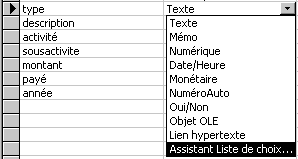 type Texte
description Texte
activité Mémo
sousactivite Numérique
montant Date/Heure
payé Monétaire
année NuméroAuto
Oui/Non
Objet OLE
Lien hypertexte
Assistant Liste de choix...